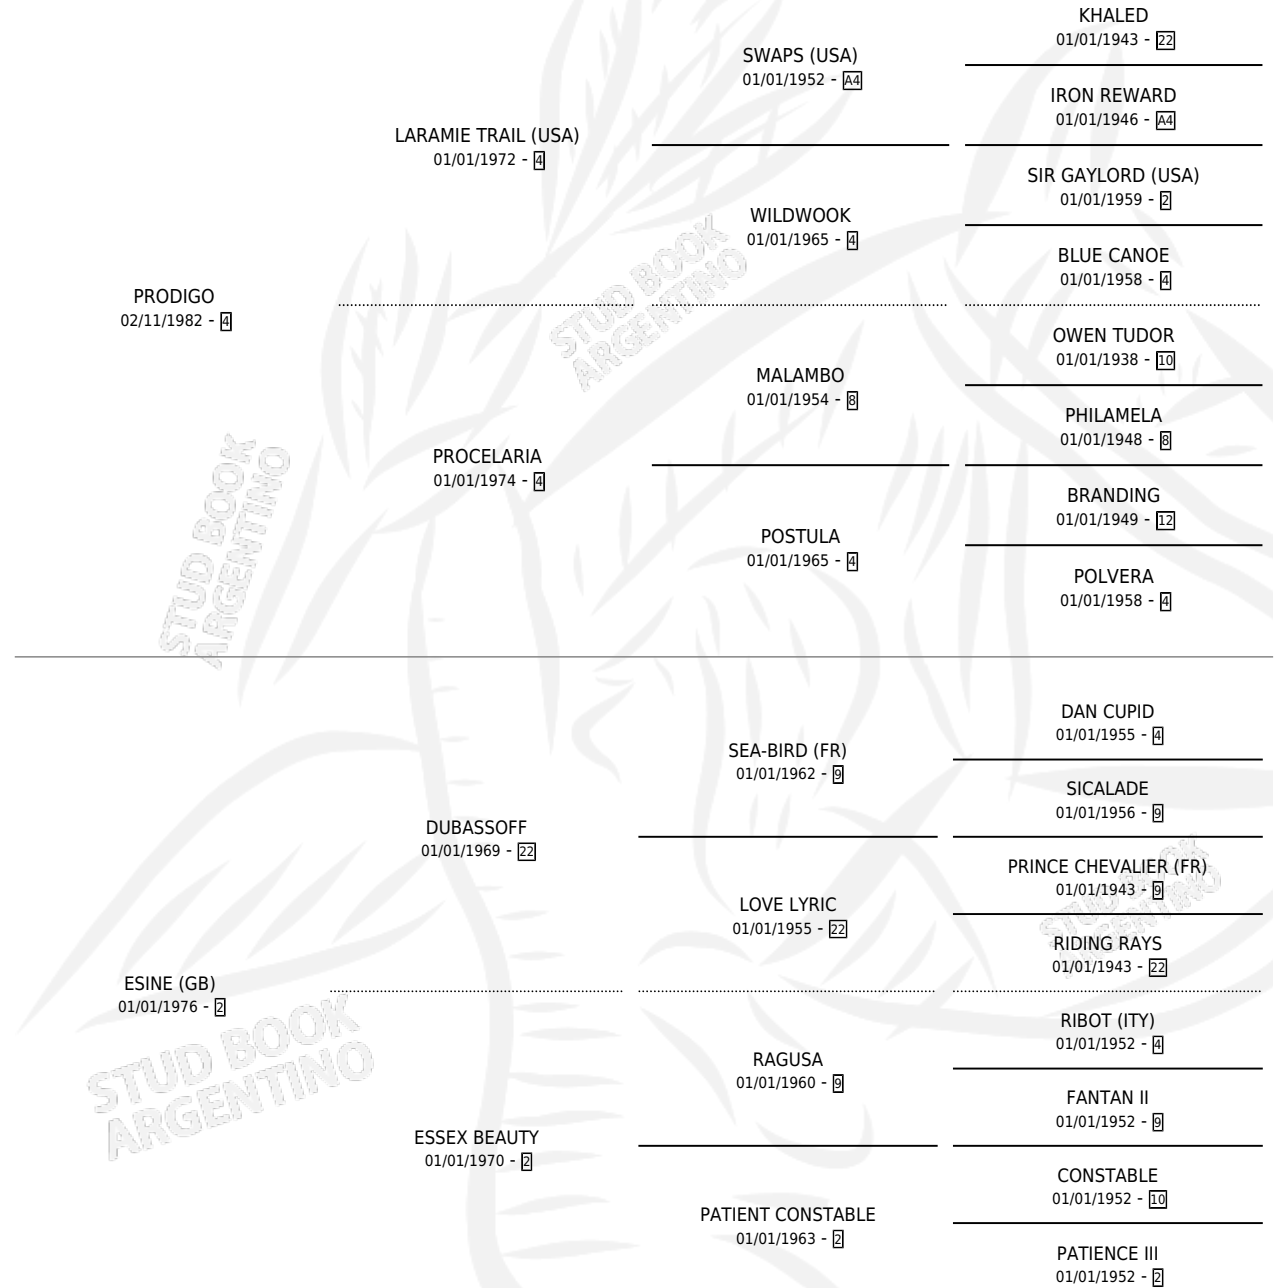 KHALED
01/01/1943 - 22
SWAPS (USA)
01/01/1952 - A4
IRON REWARD
01/01/1946 - A4
LARAMIE TRAIL (USA)
01/01/1972 - 4
SIR GAYLORD (USA)
01/01/1959 - 2
WILDWOOK
01/01/1965 - 4
BLUE CANOE
01/01/1958 - 4
PRODIGO
02/11/1982 - 4
OWEN TUDOR
01/01/1938 - 10
MALAMBO
01/01/1954 - 8
PHILAMELA
01/01/1948 - 8
PROCELARIA
01/01/1974 - 4
BRANDING
01/01/1949 - 12
POSTULA
01/01/1965 - 4
POLVERA
01/01/1958 - 4
DAN CUPID
01/01/1955 - 4
SEA-BIRD (FR)
01/01/1962 - 9
SICALADE
01/01/1956 - 9
DUBASSOFF
01/01/1969 - 22
PRINCE CHEVALIER (FR)
01/01/1943 - 9
LOVE LYRIC
01/01/1955 - 22
RIDING RAYS
01/01/1943 - 22
ESINE (GB)
01/01/1976 - 2
RIBOT (ITY)
01/01/1952 - 4
RAGUSA
01/01/1960 - 9
FANTAN II
01/01/1952 - 9
ESSEX BEAUTY
01/01/1970 - 2
CONSTABLE
01/01/1952 - 10
PATIENT CONSTABLE
01/01/1963 - 2
PATIENCE III
01/01/1952 - 2
STUD BOOK
ARGENTINO
STUD BOOK
ARGENTINO
STUD BOOK
ARGENTINO
STUD BOOK
ARGENTINO